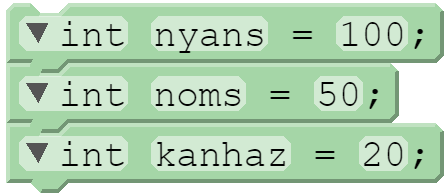 int nyans = 100;
int noms = 50;
int kanhaz = 20;